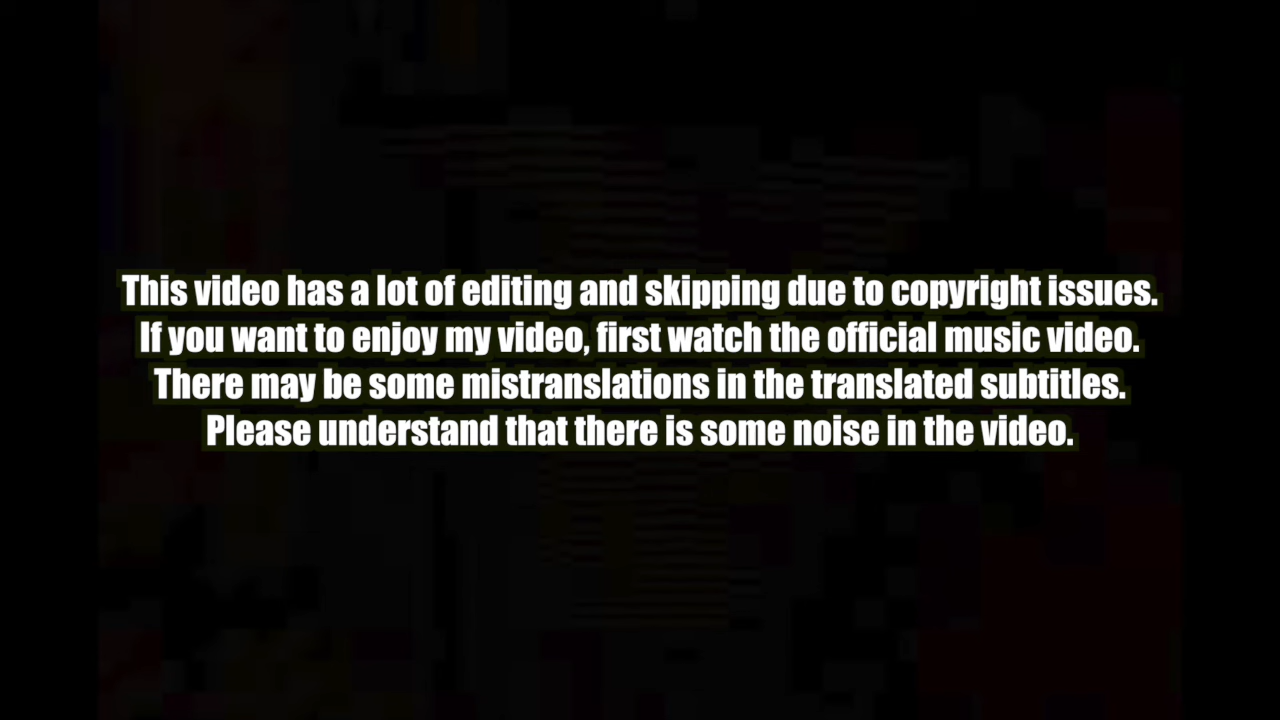 This video has a lot of editing and skipping due to copyright issues.
If you want to enjoy my video, first watch the official music video.
There may be some mistranslations in the translated subtitles.
Please understand that there is some noise in the video.